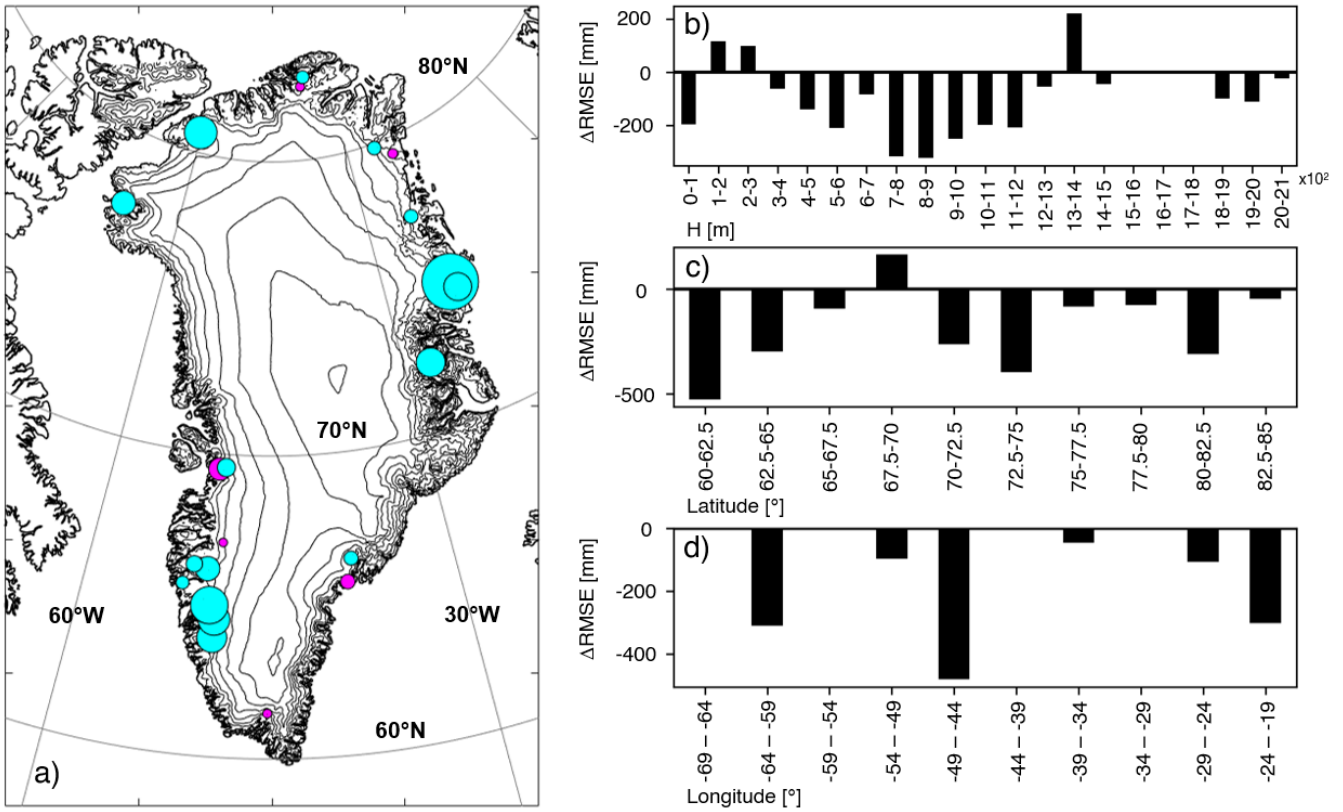 80°N
70°N
60°W
30°W
60°N
a)
b)
ΔRMSE [mm]
200
0
-200
0-1
1-2
2-3
3-4
4-5
5-6
6-7
7-8
8-9
9-10
10-11
11-12
12-13
13-14
14-15
15-16
16-17
17-18
18-19
19-20
20-21
x10²
H [m]
c)
ΔRMSE [mm]
0
-500
60-62.5
62.5-65
65-67.5
67.5-70
70-72.5
72.5-75
75-77.5
77.5-80
80-82.5
82.5-85
Latitude [°]
d)
ΔRMSE [mm]
0
-200
-400
-69 – -64
-64 – -59
-59 – -54
-54 – -49
-49 – -44
-44 – -39
-39 – -34
-34 – -29
-29 – -24
-24 – -19
Longitude [°]